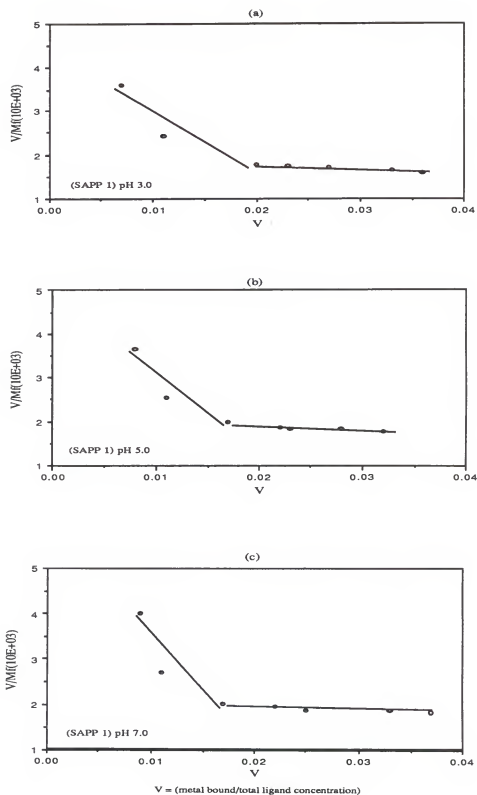 (a)
5
4
3
2
1
V/Mf(10E+03)
(SAPP 1) pH 3.0
0.00 0.01 0.02 0.03 0.04
V
(b)
5
4
3
2
1
V/Mf(10E+03)
(SAPP 1) pH 5.0
0.00 0.01 0.02 0.03 0.04
V
(c)
5
4
3
2
1
V/Mf(10E+03)
(SAPP 1) pH 7.0
0.00 0.01 0.02 0.03 0.04
V
V = (metal bound/total ligand concentration)